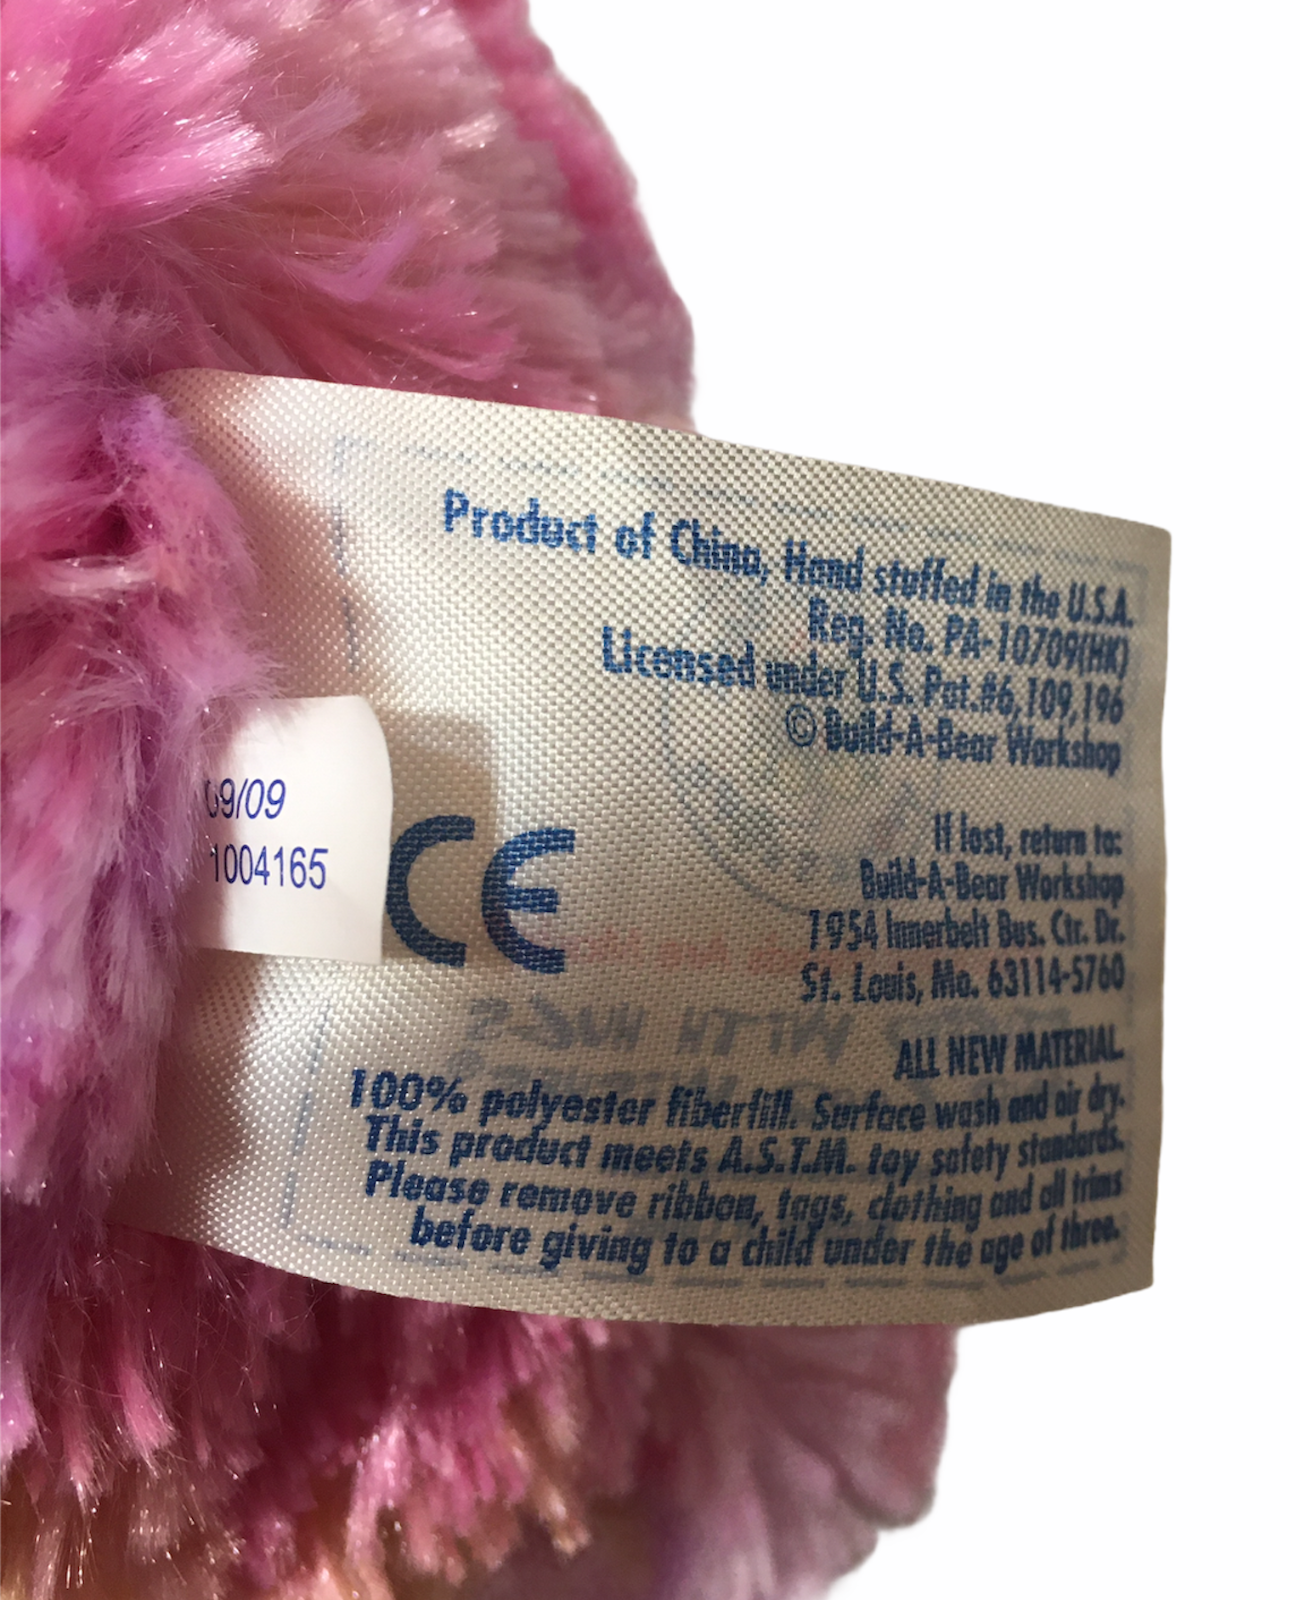 Product of China, Hand stuffed in the U.S.A.
Reg. No. PA-10709(HK)
Licensed under U.S. Pat.#6,109,196
© Build-A-Bear Workshop
09/09
1004165
CE
If lost, return to:
Build-A-Bear Workshop
1954 Innerbelt Bus. Ctr. Dr.
St. Louis, Mo. 63114-5760
ALL NEW MATERIAL.
100% polyester fiberfill. Surface wash and air dry.
This product meets A.S.T.M. toy safety standards.
Please remove ribbon, tags, clothing and all trims
before giving to a child under the age of three.